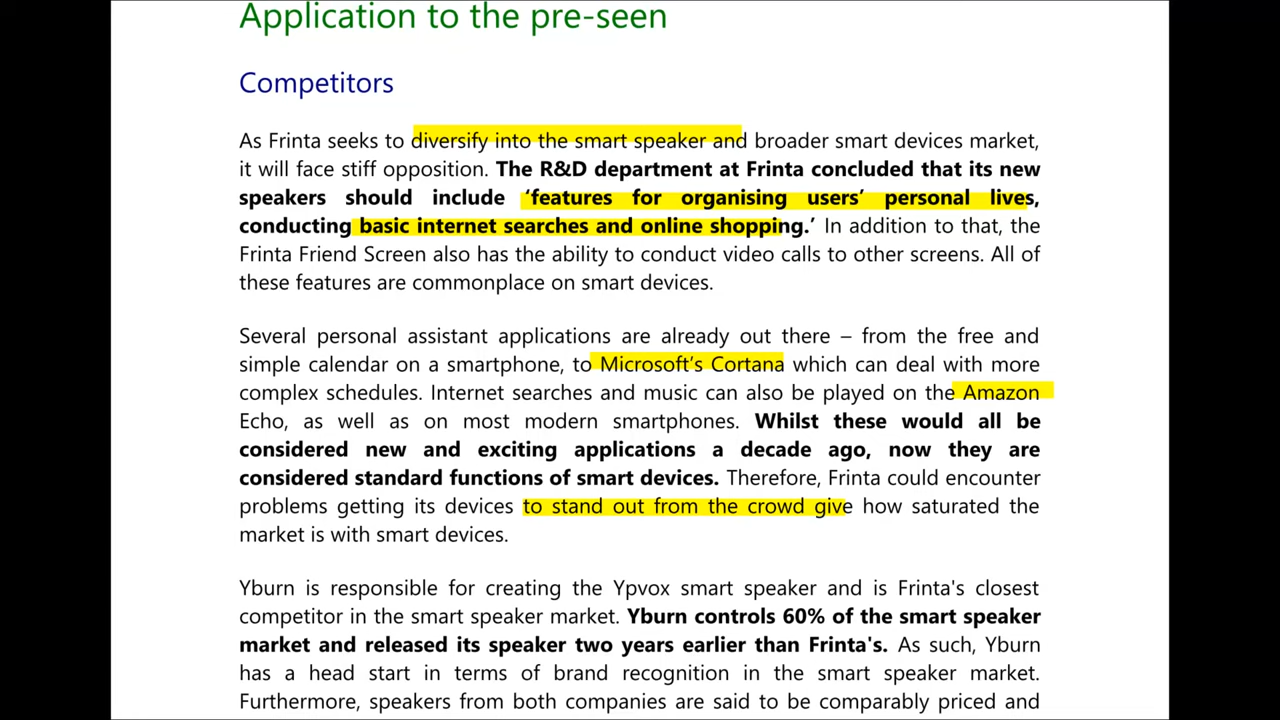 Application to the pre-seen
Competitors
As Frinta seeks to diversify into the smart speaker and broader smart devices market,
it will face stiff opposition. The R&D department at Frinta concluded that its new
speakers should include ‘features for organising users’ personal lives,
conducting basic internet searches and online shopping.’ In addition to that, the
Frinta Friend Screen also has the ability to conduct video calls to other screens. All of
these features are commonplace on smart devices.
Several personal assistant applications are already out there – from the free and
simple calendar on a smartphone, to Microsoft’s Cortana which can deal with more
complex schedules. Internet searches and music can also be played on the Amazon
Echo, as well as on most modern smartphones. Whilst these would all be
considered new and exciting applications a decade ago, now they are
considered standard functions of smart devices. Therefore, Frinta could encounter
problems getting its devices to stand out from the crowd give how saturated the
market is with smart devices.
Yburn is responsible for creating the Ypvox smart speaker and is Frinta's closest
competitor in the smart speaker market. Yburn controls 60% of the smart speaker
market and released its speaker two years earlier than Frinta's. As such, Yburn
has a head start in terms of brand recognition in the smart speaker market.
Furthermore, speakers from both companies are said to be comparably priced and